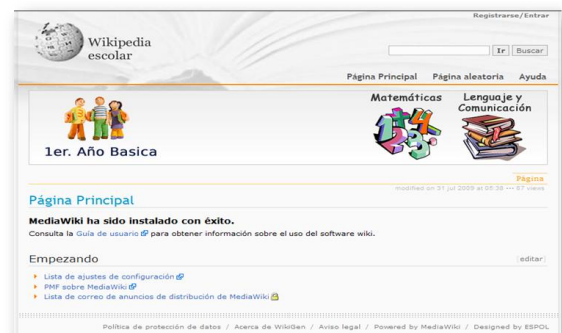 Registrarse/Entrar
Wikipedia
escolar
Ir Buscar
Página Principal Página aleatoria Ayuda
Matemáticas Lenguaje y
Comunicación
1er. Año Basica
Página
modified on 31 jul 2009 at 05:39 ••• 57 views
Página Principal
MediaWiki ha sido instalado con éxito.
Consulta la Guía de usuario para obtener información sobre el uso del software wiki.
Empezando [editar]
Lista de ajustes de configuración
PMF sobre MediaWiki
Lista de correo de anuncios de distribución de MediaWiki
Política de protección de datos / Acerca de WikiGen / Aviso legal / Powered by MediaWiki / Designed by ESPOL